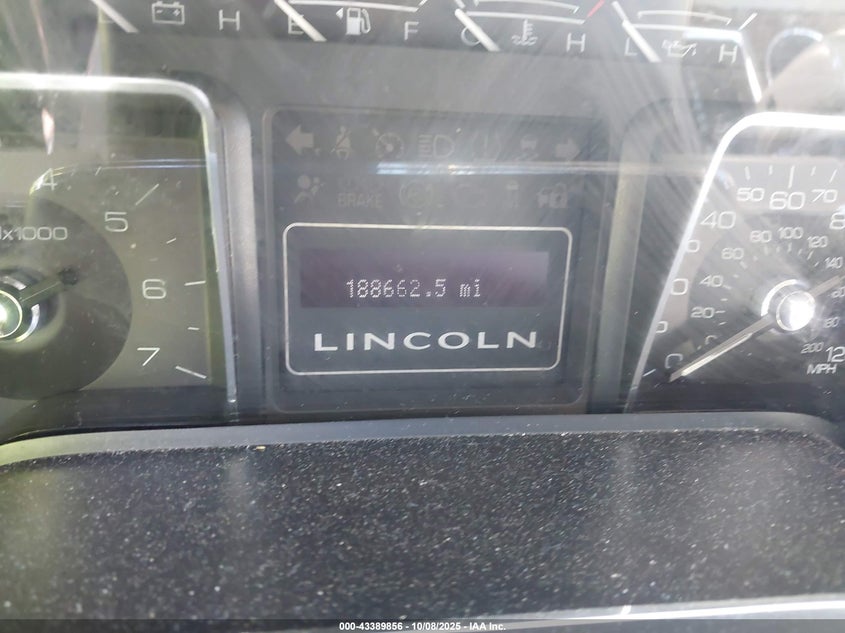 H E F C H L H
4 5 6 7
x1000
BRAKE
188662.5 mi
LINCOLN
40 50 60 70
20 40 60 80 100 120 140
200
MPH
000-43389856 - 10/08/2025 - IAA Inc.